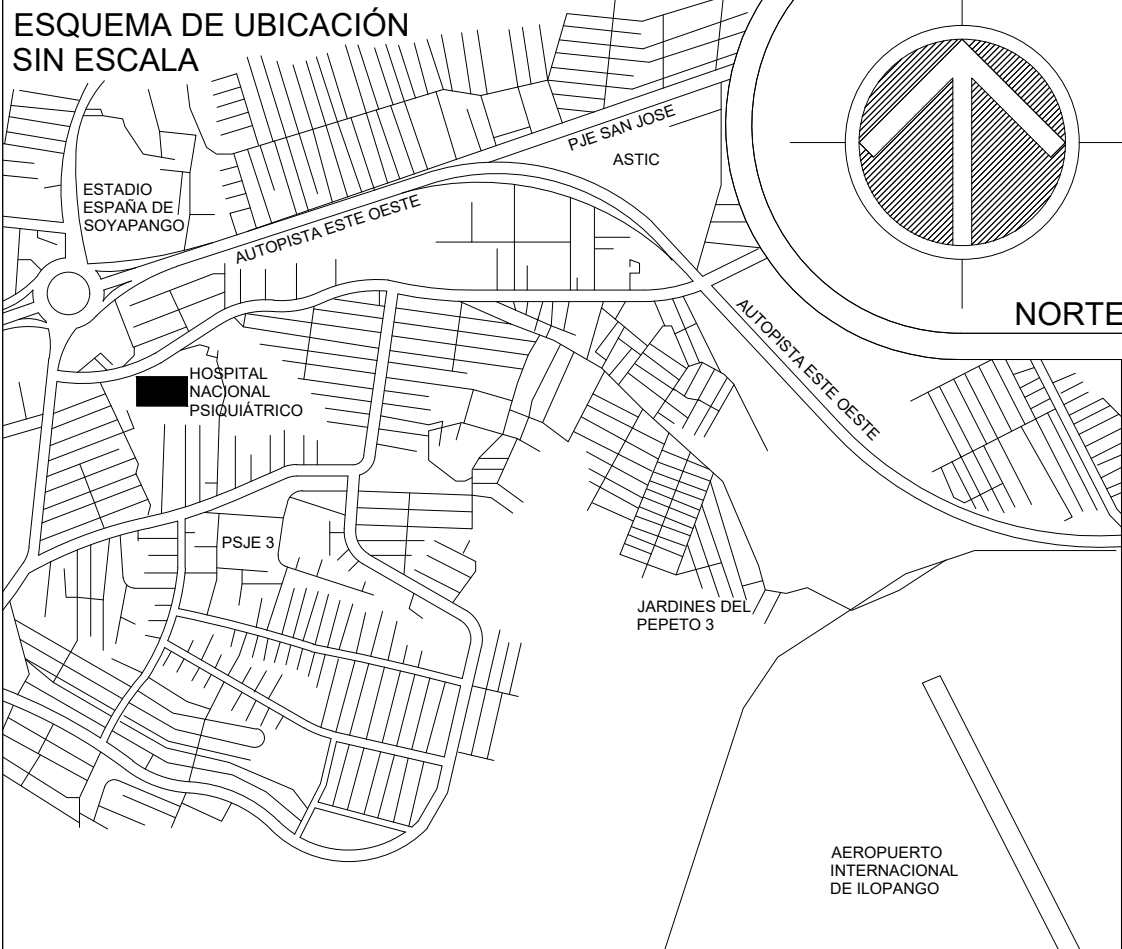 ESQUEMA DE UBICACIÓN
SIN ESCALA
PJE SAN JOSE
ASTIC
ESTADIO
ESPAÑA DE
SOYAPANGO
AUTOPISTA ESTE OESTE
NORTE
AUTOPISTA ESTE OESTE
HOSPITAL
NACIONAL
PSIQUIÁTRICO
PSJE 3
JARDINES DEL
PEPETO 3
AEROPUERTO
INTERNACIONAL
DE ILOPANGO